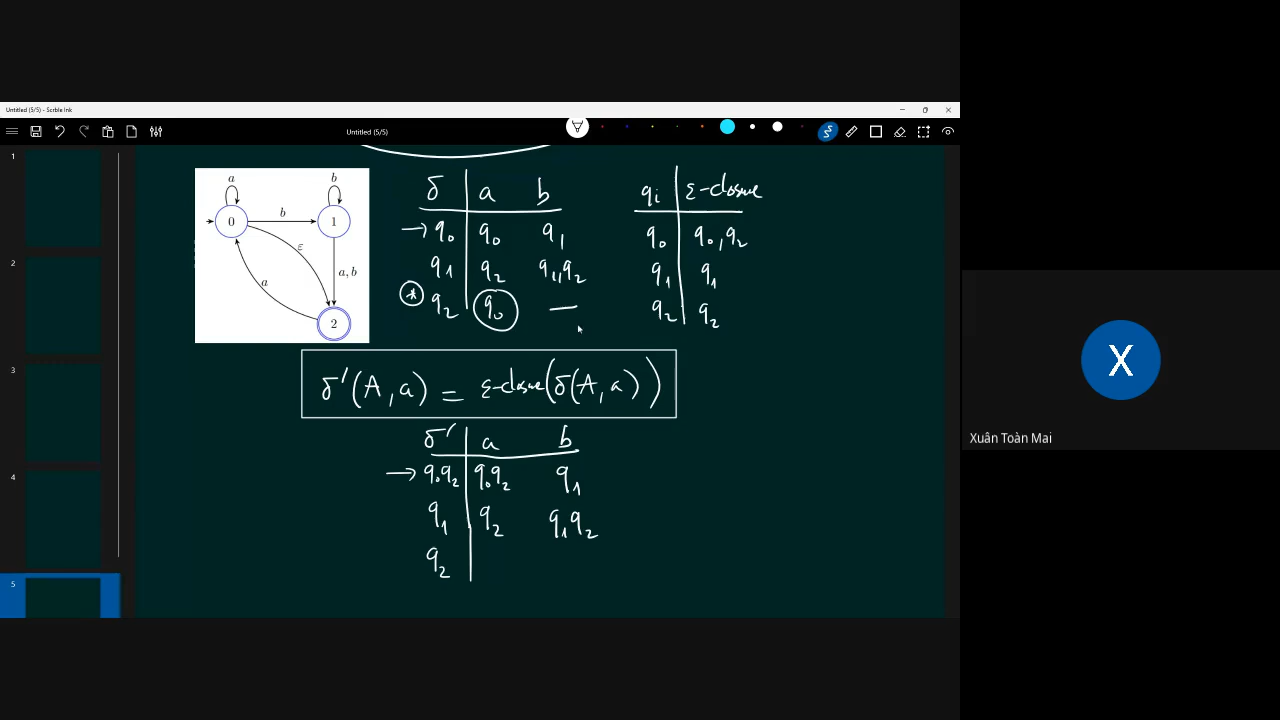 Untitled (5/5) - Scrble Ink
Untitled (5/5)
1
2
3
4
5
a
b
0
b
1
ε
a, b
a
2
δ a b
→ q₀ q₀ q₁
q₁ q₂ q₁,q₂
* q₂ q₀ —
qi ε-closure
q₀ q₀,q₂
q₁ q₁
q₂ q₂
δ'(A,a) = ε-closure(δ(A,a))
δ' a b
→ q₀q₂ q₀q₂ q₁
q₁ q₂ q₁q₂
q₂
X
Xuân Toàn Mai